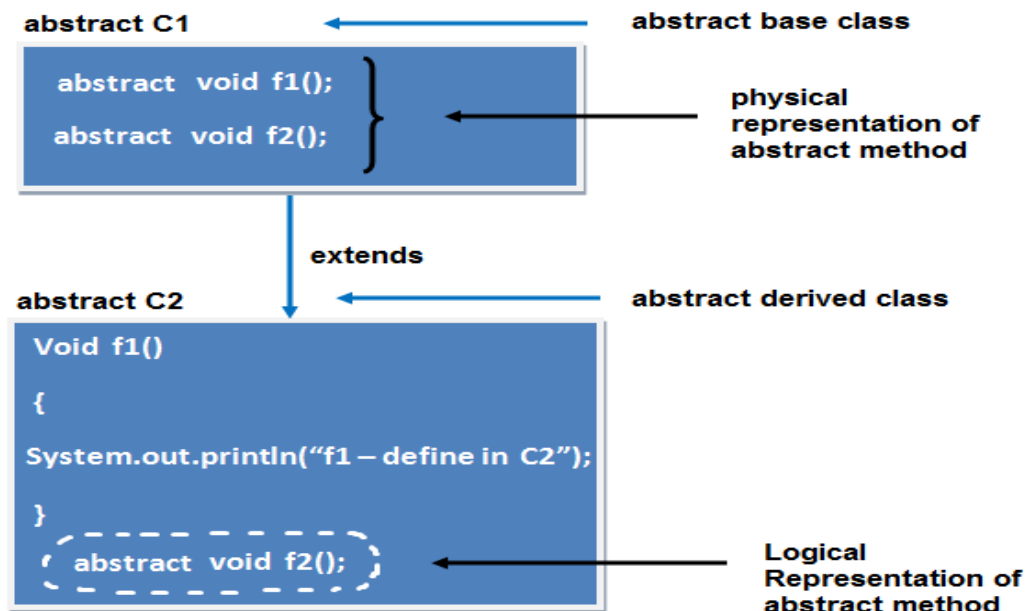 abstract C1
abstract base class
abstract void f1();
abstract void f2();
physical
representation of
abstract method
extends
abstract C2
abstract derived class
Void f1()
{
System.out.println(“f1 – define in C2”);
}
abstract void f2();
Logical
Representation of
abstract method